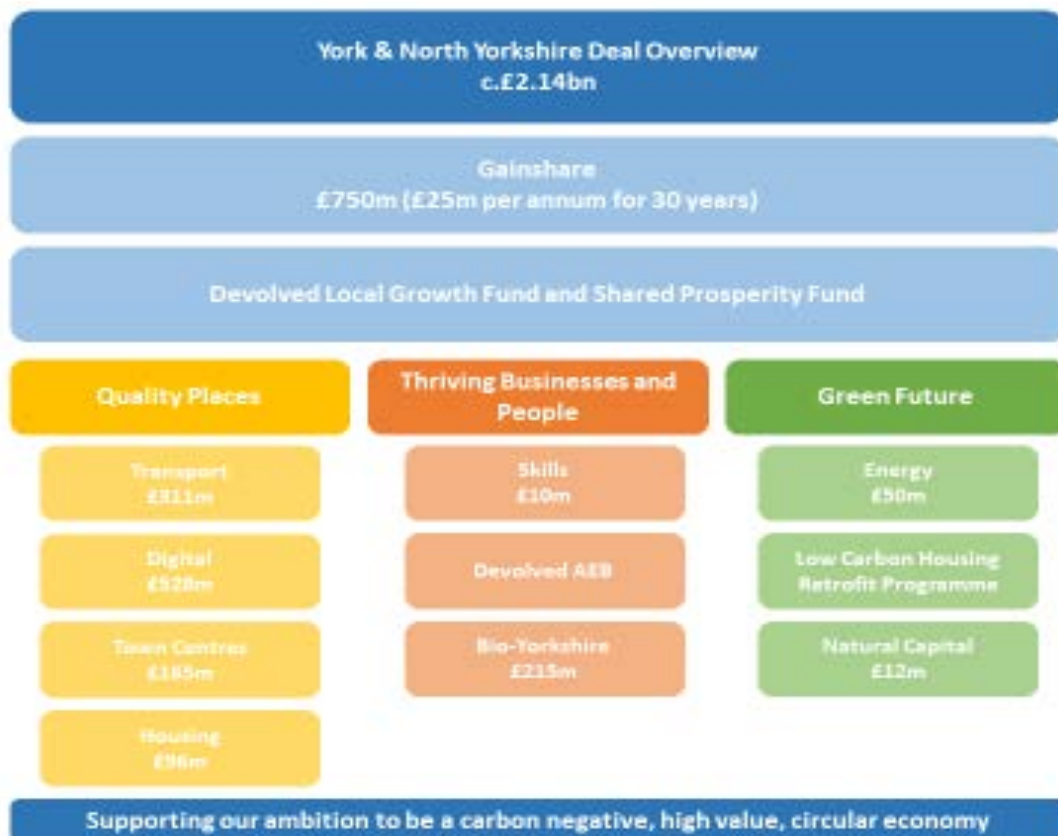 York & North Yorkshire Deal Overview
c.£2.14bn
Gainshare
£750m (£25m per annum for 30 years)
Devolved Local Growth Fund and Shared Prosperity Fund
Quality Places
Transport
£311m
Digital
Town Centres
Housing
£96m
Thriving Businesses and
People
Skills
£10m
Devolved AEB
Bio-Yorkshire
£215m
Green Future
Energy
£50m
Low Carbon Housing
Retrofit Programme
Natural Capital
£12m
Supporting our ambition to be a carbon negative, high value, circular economy